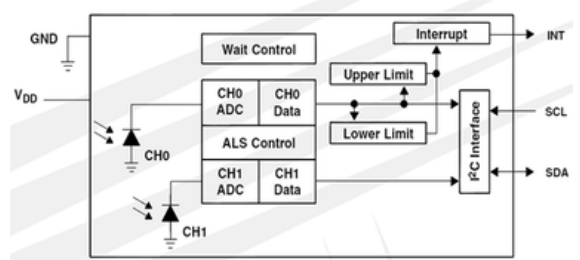 GND
VDD
Wait Control
Interrupt
INT
Upper Limit
CH0
ADC
CH0
Data
CH0
ALS Control
Lower Limit
SCL
I²C Interface
SDA
CH1
ADC
CH1
Data
CH1